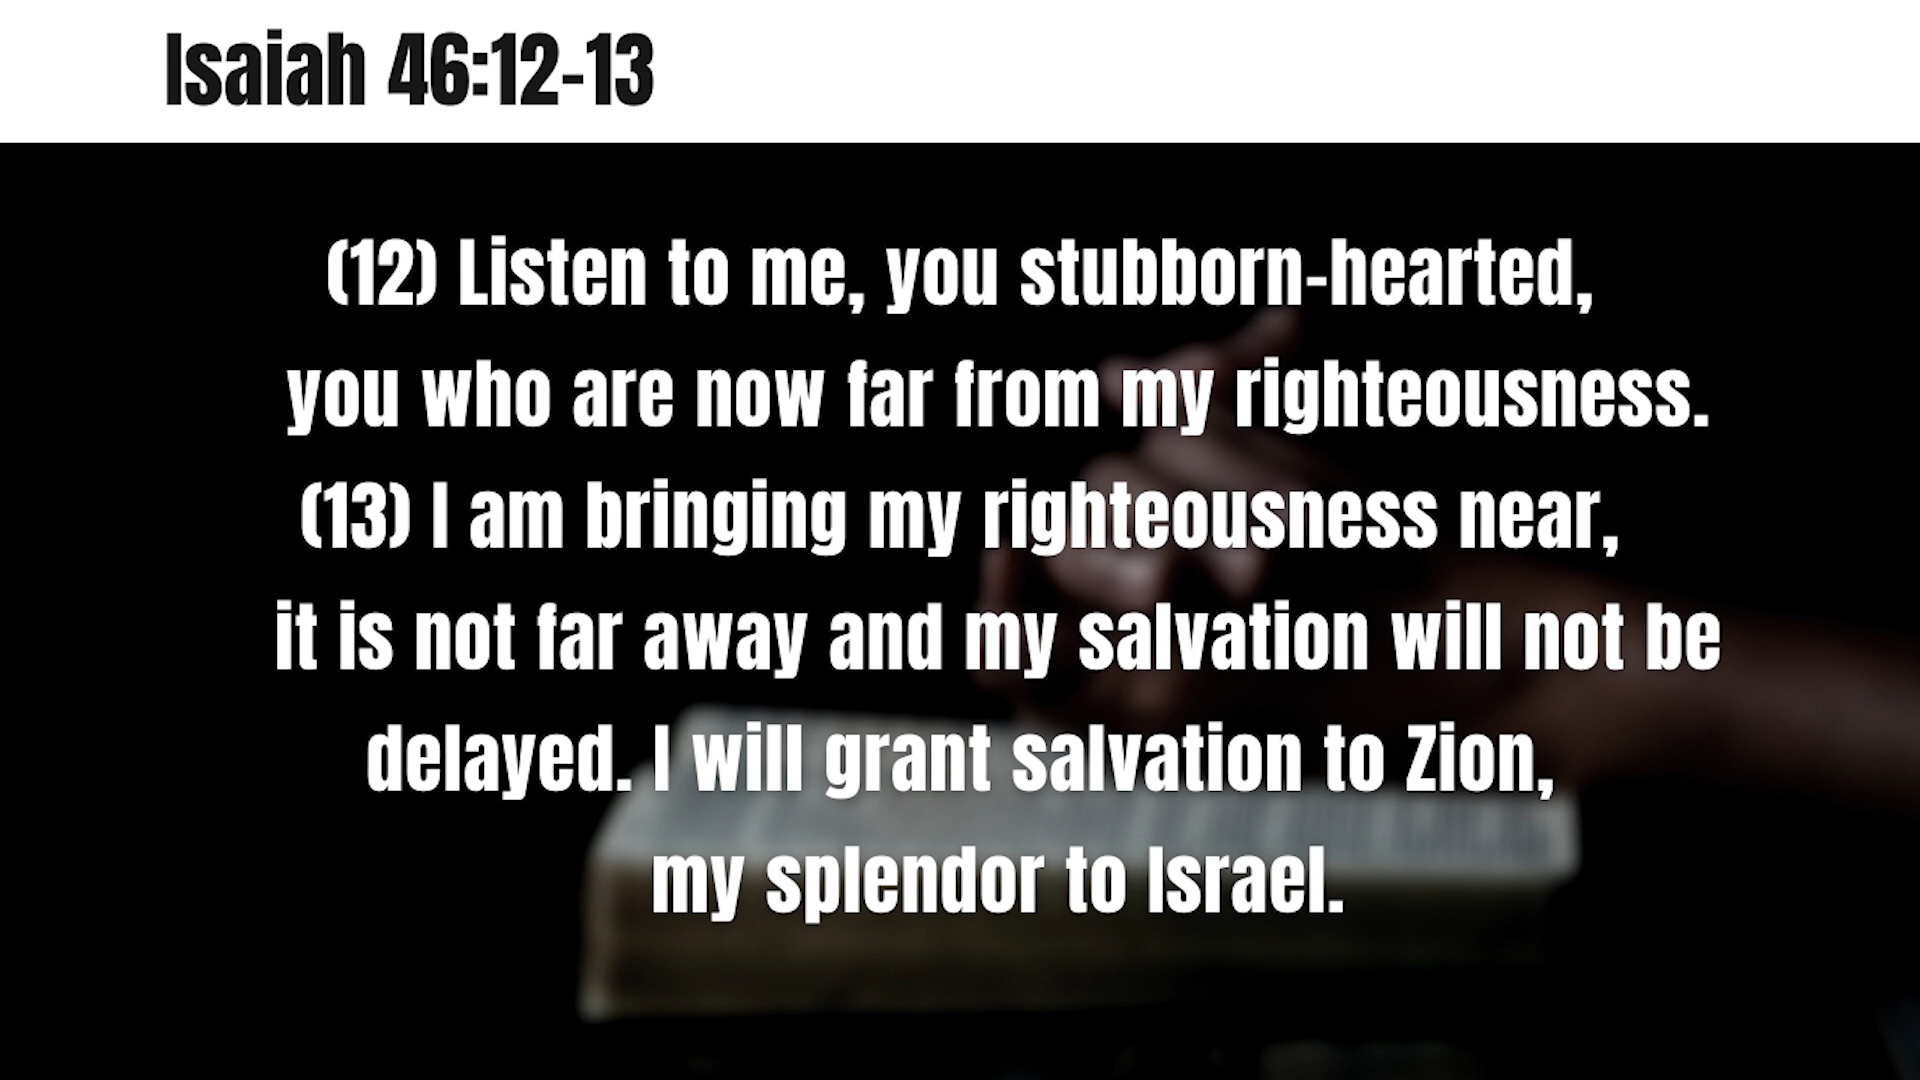 Isaiah 46:12-13
(12) Listen to me, you stubborn-hearted,
you who are now far from my righteousness.
(13) I am bringing my righteousness near,
it is not far away and my salvation will not be
delayed. I will grant salvation to Zion,
my splendor to Israel.